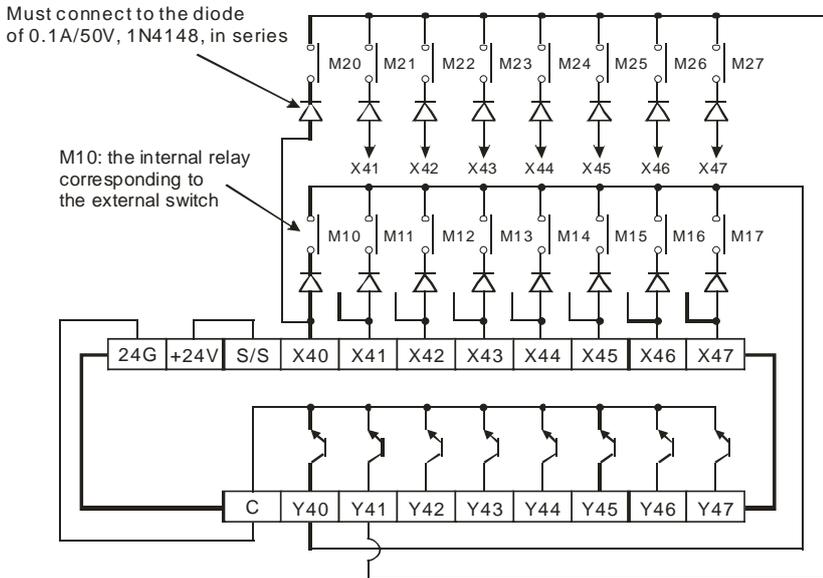 Must connect to the diode
of 0.1A/50V, 1N4148, in series
M20 M21 M22 M23 M24 M25 M26 M27
X41 X42 X43 X44 X45 X46 X47
M10: the internal relay
corresponding to
the external switch
M10 M11 M12 M13 M14 M15 M16 M17
24G +24V S/S X40 X41 X42 X43 X44 X45 X46 X47
C Y40 Y41 Y42 Y43 Y44 Y45 Y46 Y47